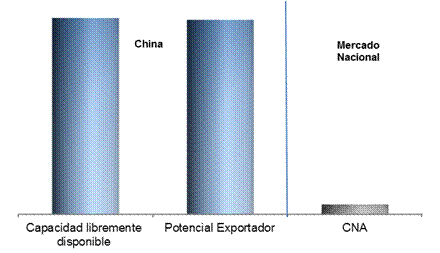 China
Mercado
Nacional
Capacidad libremente
disponible
Potencial Exportador
CNA